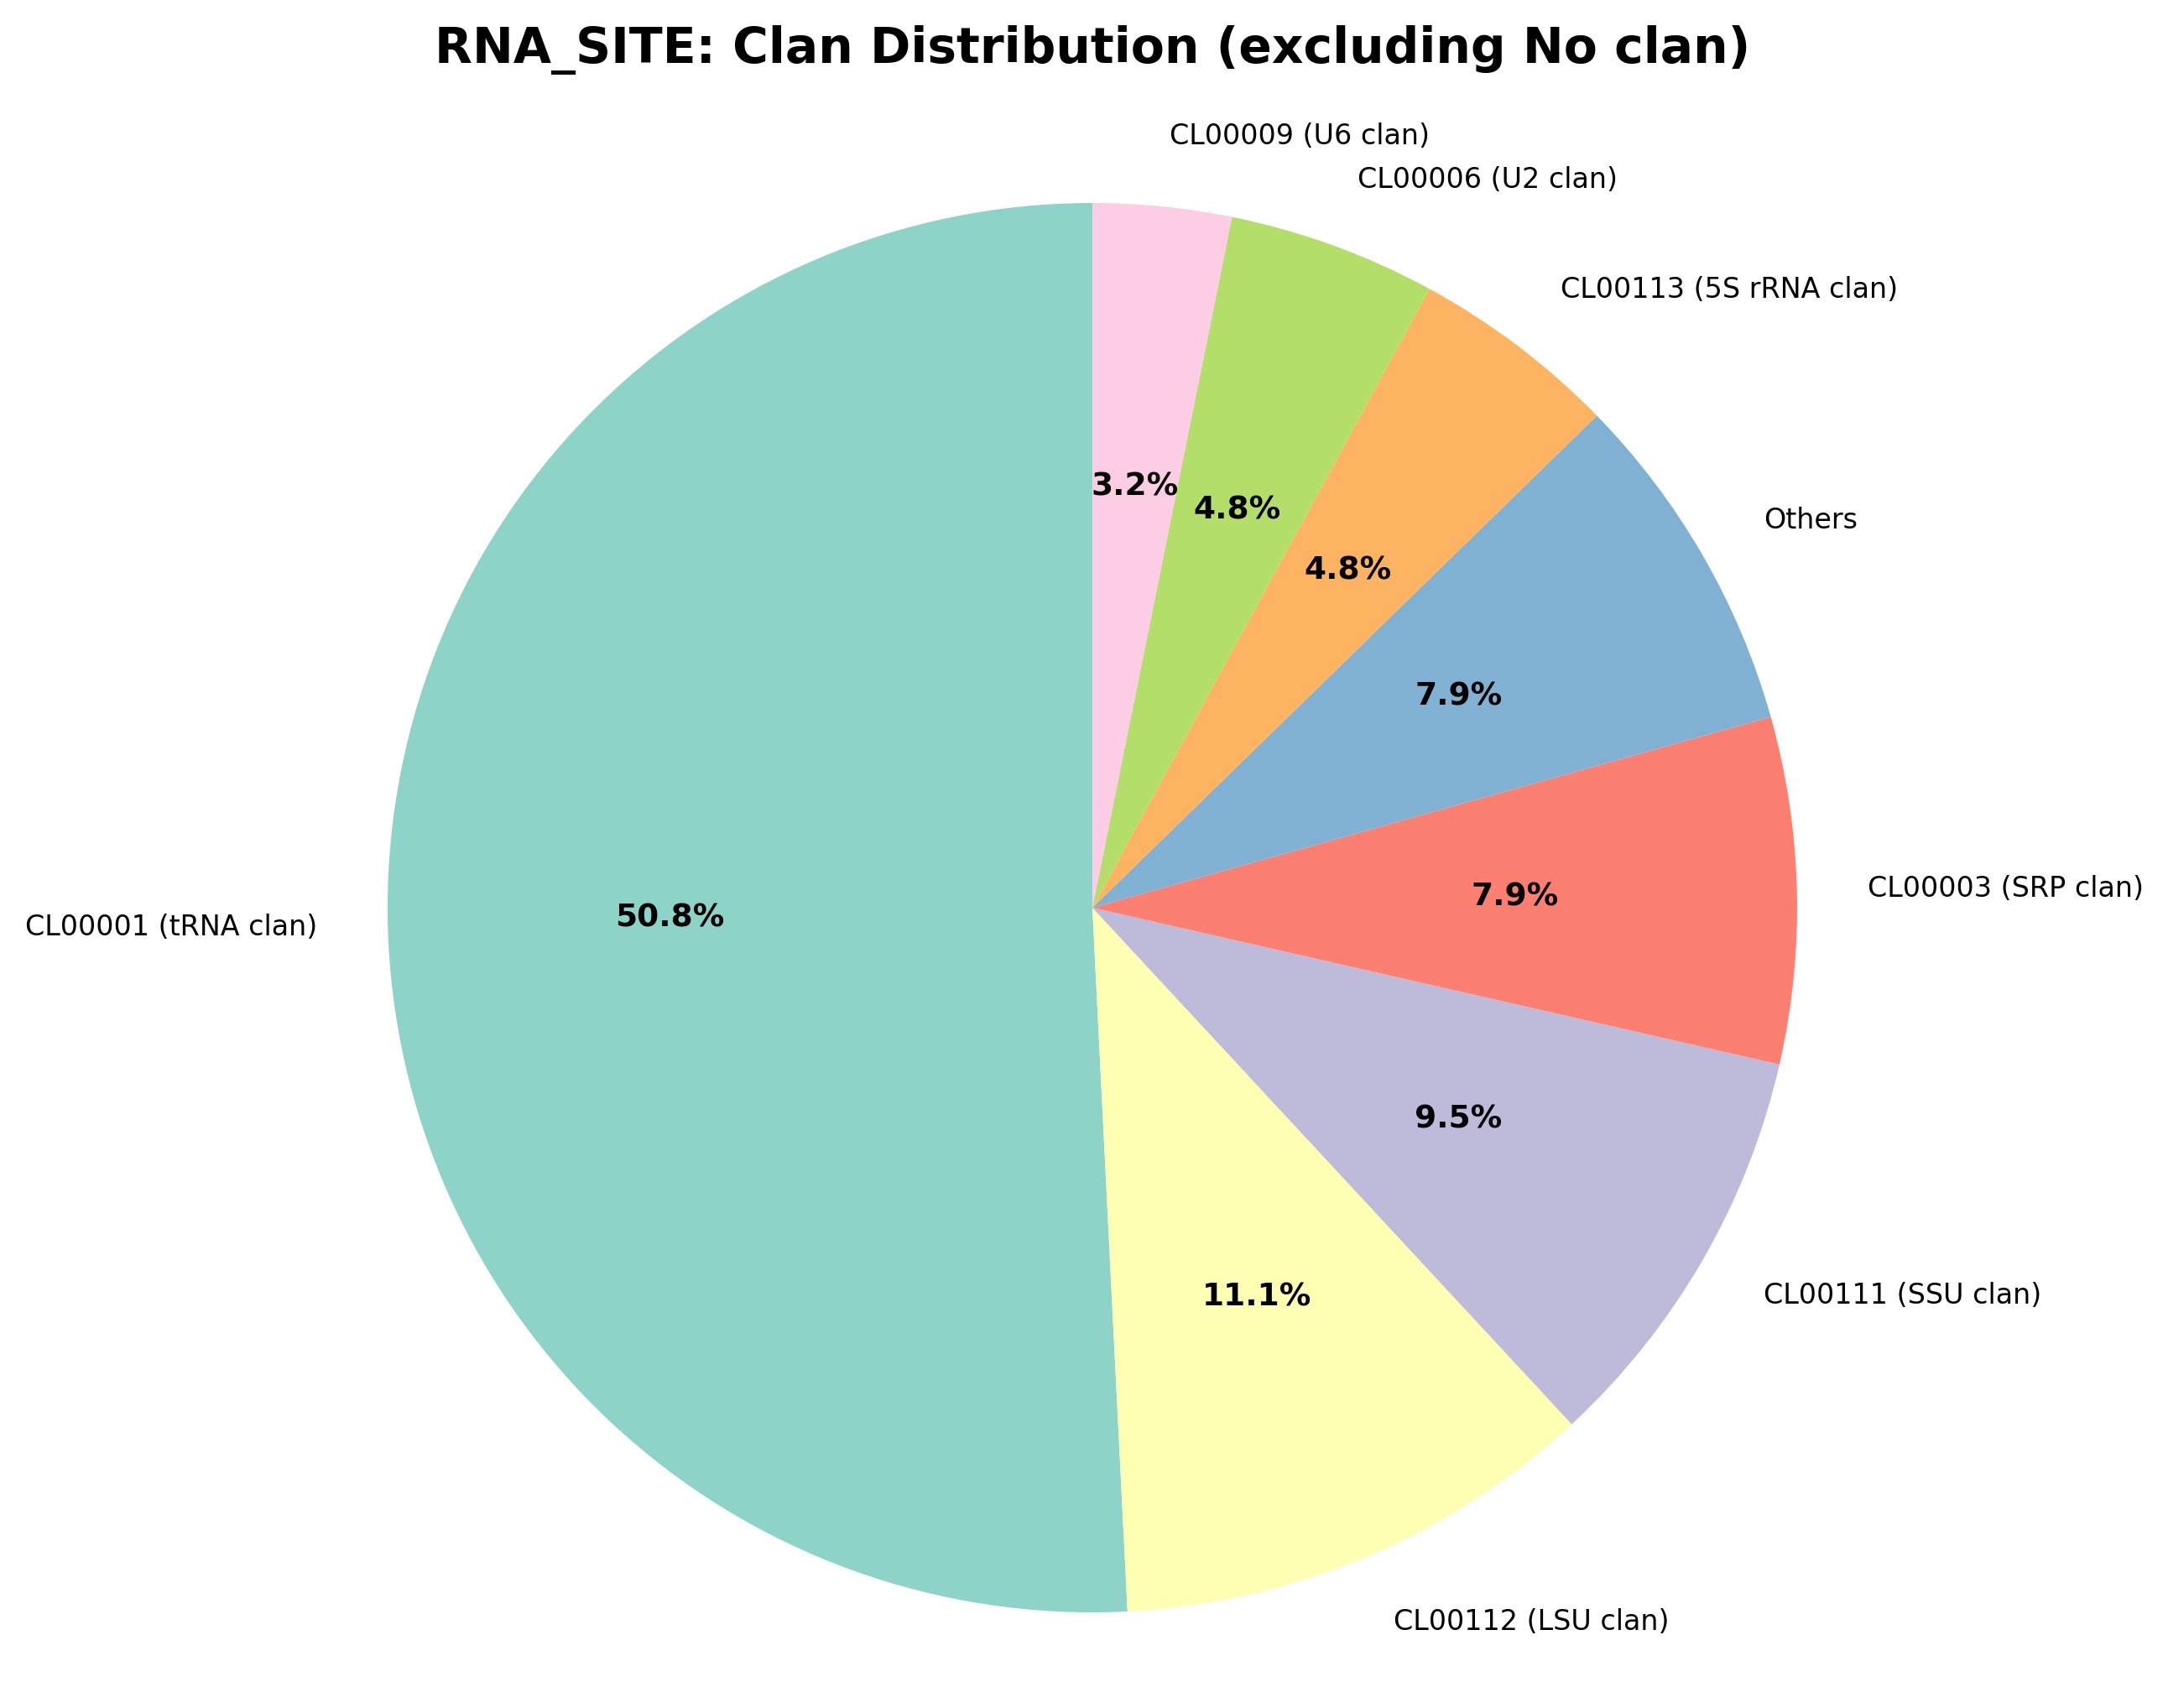 RNA_SITE: Clan Distribution (excluding No clan)
CL00009 (U6 clan)
CL00006 (U2 clan)
CL00113 (5S rRNA clan)
Others
CL00003 (SRP clan)
CL00111 (SSU clan)
CL00112 (LSU clan)
CL00001 (tRNA clan)
3.2%
4.8%
4.8%
7.9%
7.9%
9.5%
11.1%
50.8%